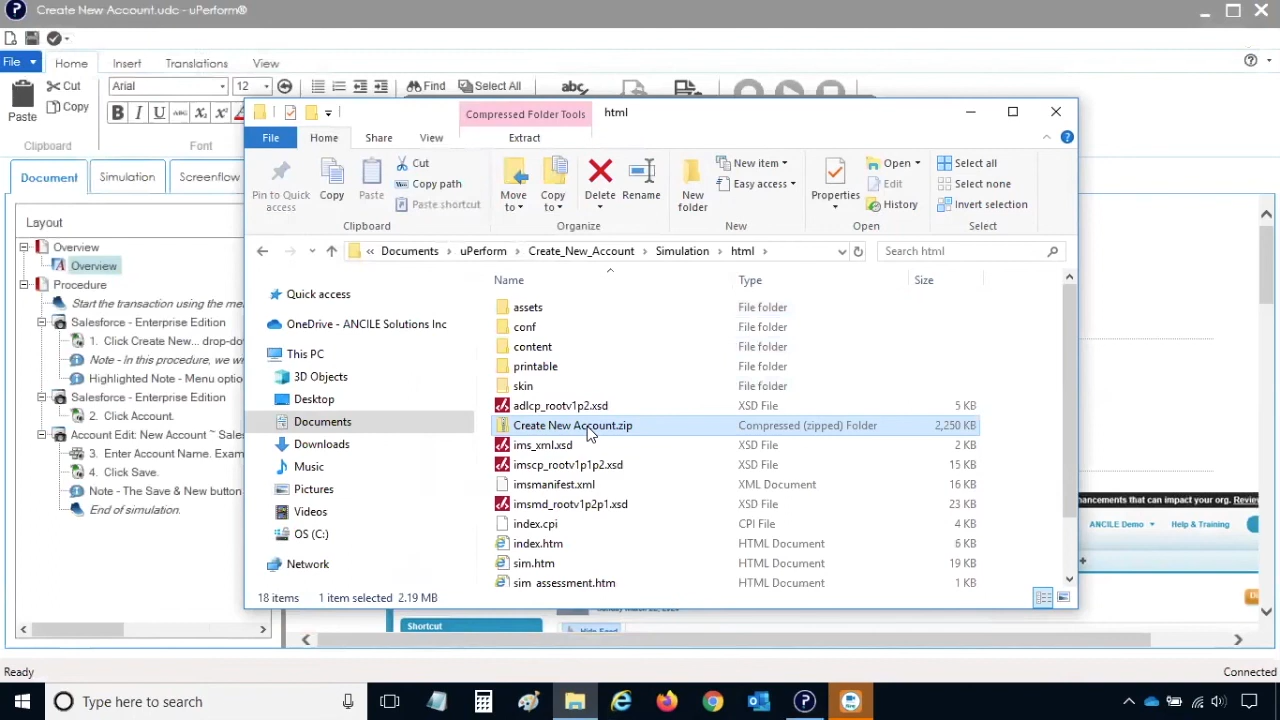 Create New Account.udc - uPerform®
File
Home
Insert
Translations
View
Paste
Cut
Copy
Clipboard
Arial
12
B I U ABC X₂ X² A
Font
Find
Select All
abc
Document
Simulation
Screenflow
Layout
Overview
Overview
Procedure
Start the transaction using the me
Salesforce - Enterprise Edition
1. Click Create New... drop-do
Note - in this procedure, we wi
Highlighted Note - Menu optio
Salesforce - Enterprise Edition
2. Click Account.
Account Edit: New Account ~ Sales
3. Enter Account Name. Exam
4. Click Save.
Note - The Save & New button
End of simulation.
Compressed Folder Tools
html
File
Home
Share
View
Extract
Pin to Quick access
Copy
Paste
Cut
Copy path
Paste shortcut
Clipboard
Move to
Copy to
Delete
Rename
Organize
New folder
New item
Easy access
New
Properties
Open
Edit
History
Open
Select all
Select none
Invert selection
Select
« Documents > uPerform > Create_New_Account > Simulation > html >
Search html
Name Type Size
Quick access
OneDrive - ANCILE Solutions Inc
This PC
3D Objects
Desktop
Documents
Downloads
Music
Pictures
Videos
OS (C:)
Network
assets File folder
conf File folder
content File folder
printable File folder
skin File folder
adlcp_rootv1p2.xsd XSD File 5 KB
Create New Account.zip Compressed (zipped) Folder 2,250 KB
ims_xml.xsd XSD File 2 KB
imscp_rootv1p1p2.xsd XSD File 15 KB
imsmanifest.xml XML Document 16 KB
imsmd_rootv1p2p1.xsd XSD File 23 KB
index.cpi CPI File 4 KB
index.htm HTML Document 6 KB
sim.htm HTML Document 19 KB
sim_assessment.htm HTML Document 1 KB
18 items 1 item selected 2.19 MB
ancements that can impact your org. Review
ANCILE Demo
Help & Training
Shortcut
Hide Feed
Ready
Connected
Type here to search